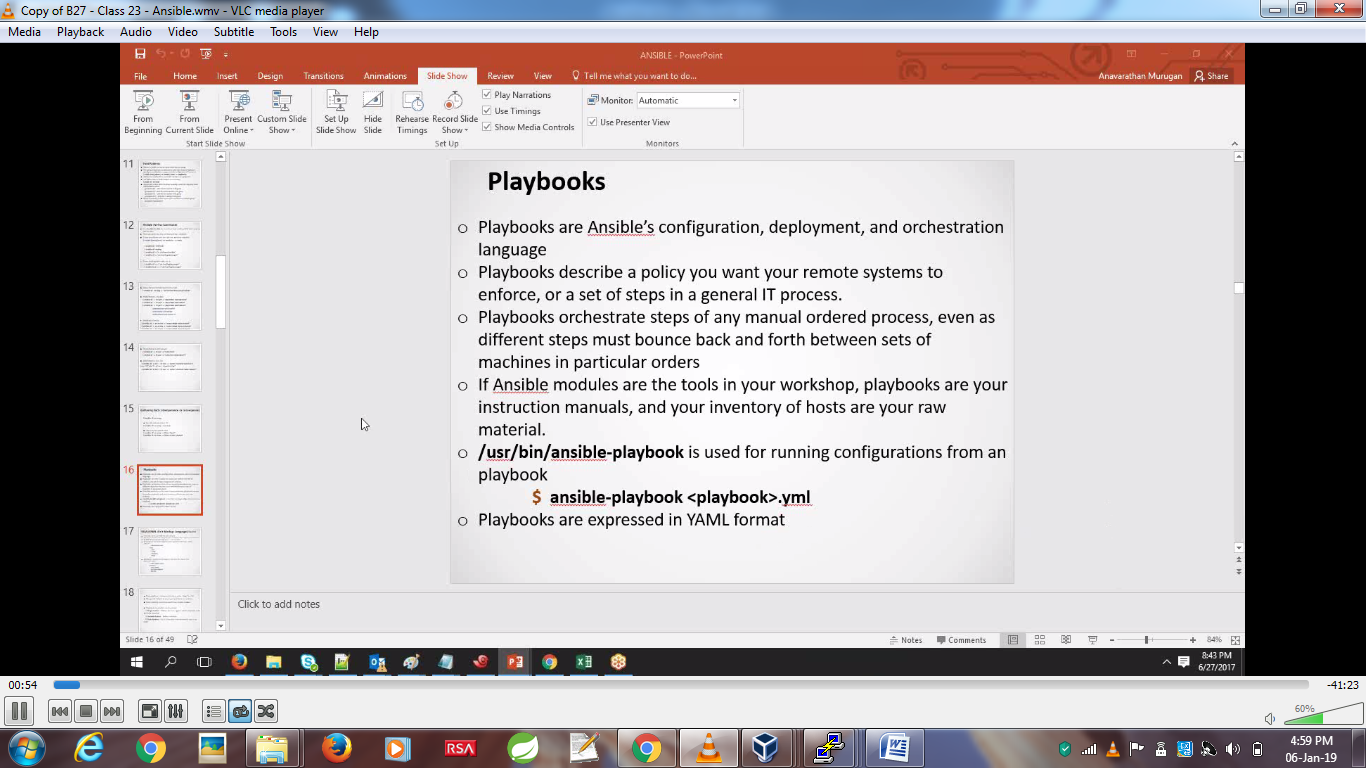 Copy of B27 - Class 23 - Ansible.wmv - VLC media player
Media Playback Audio Video Subtitle Tools View Help
ANSIBLE - PowerPoint
File Home Insert Design Transitions Animations Slide Show Review View Tell me what you want to do... Anavarathan Murugan Share
From Beginning
From Current Slide
Present Online
Custom Slide Show
Start Slide Show
Set Up Slide Show
Hide Slide
Rehearse Timings
Record Slide Show
Play Narrations
Use Timings
Show Media Controls
Set Up
Monitor: Automatic
Use Presenter View
Monitors
11
12
13
14
15
16
17
18
Playbooks
o Playbooks are Ansible’s configuration, deployment, and orchestration
language
o Playbooks describe a policy you want your remote systems to
enforce, or a set of steps in a general IT process.
o Playbooks orchestrate steps of any manual ordered process, even as
different steps must bounce back and forth between sets of
machines in particular orders
o If Ansible modules are the tools in your workshop, playbooks are your
instruction manuals, and your inventory of hosts are your raw
material.
o /usr/bin/ansible-playbook is used for running configurations from an
playbook
$ ansible-playbook <playbook>.yml
o Playbooks are expressed in YAML format
Click to add notes
Slide 16 of 49
Notes Comments 84%
8:43 PM
6/27/2017
00:54 -41:23
60%
RSA
4:59 PM
06-Jan-19